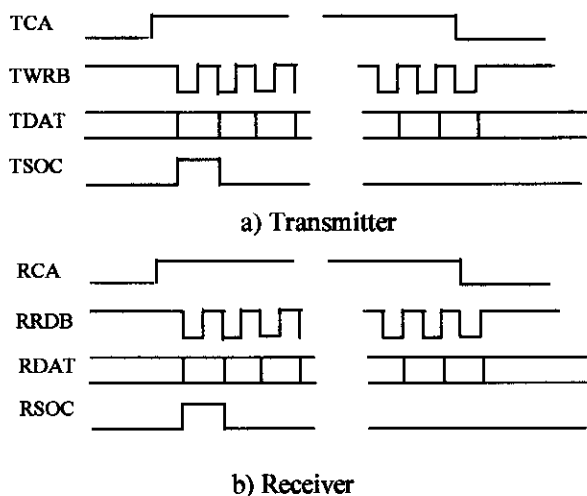 TCA
TWRB
TDAT
TSOC
a) Transmitter
RCA
RRDB
RDAT
RSOC
b) Receiver